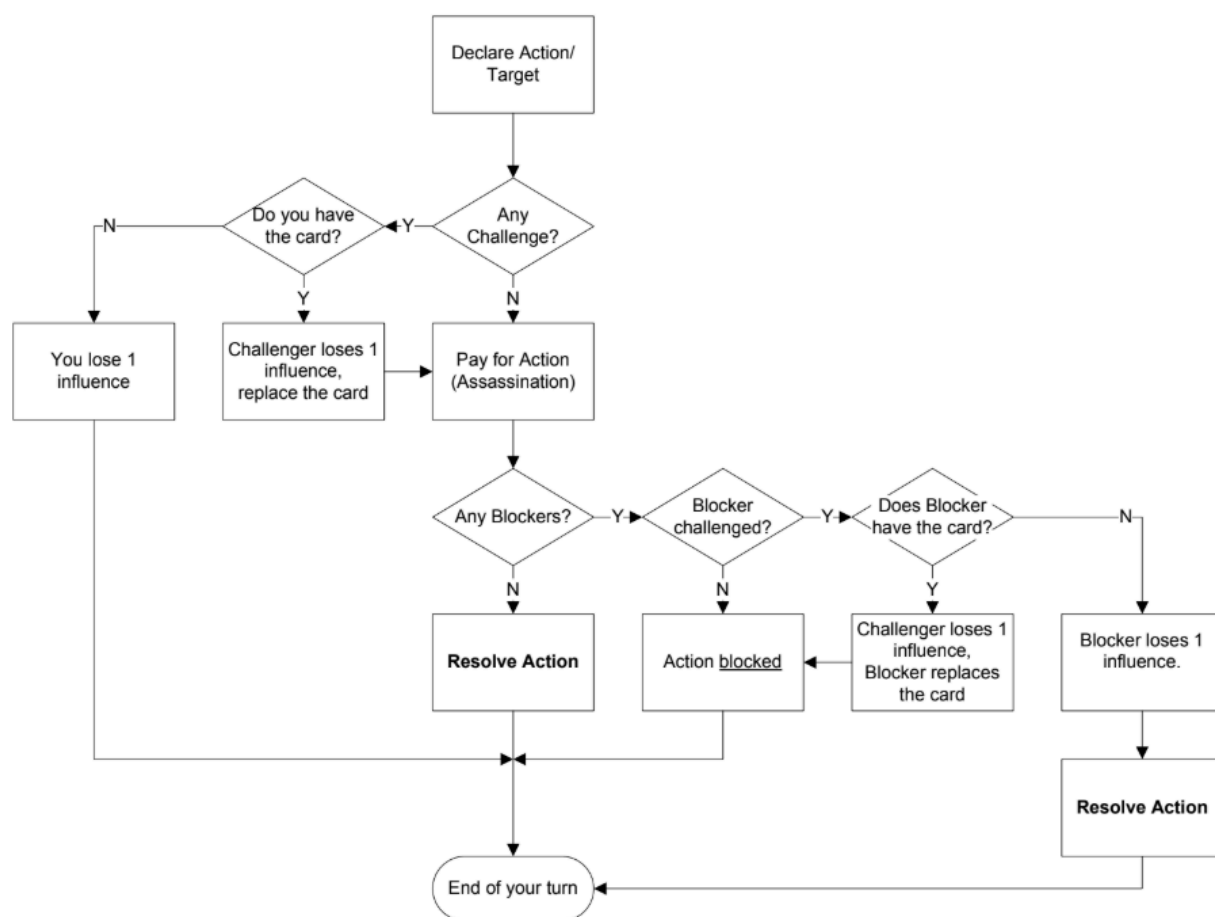 Declare Action/
Target
Do you have
the card?
Any
Challenge?
N
Y
Y
N
You lose 1
influence
Challenger loses 1
influence,
replace the card
Pay for Action
(Assassination)
Any Blockers?
Y
Blocker
challenged?
Y
Does Blocker
have the card?
N
N
N
Y
Resolve Action
Action blocked
Challenger loses 1
influence,
Blocker replaces
the card
Blocker loses 1
influence.
Resolve Action
End of your turn